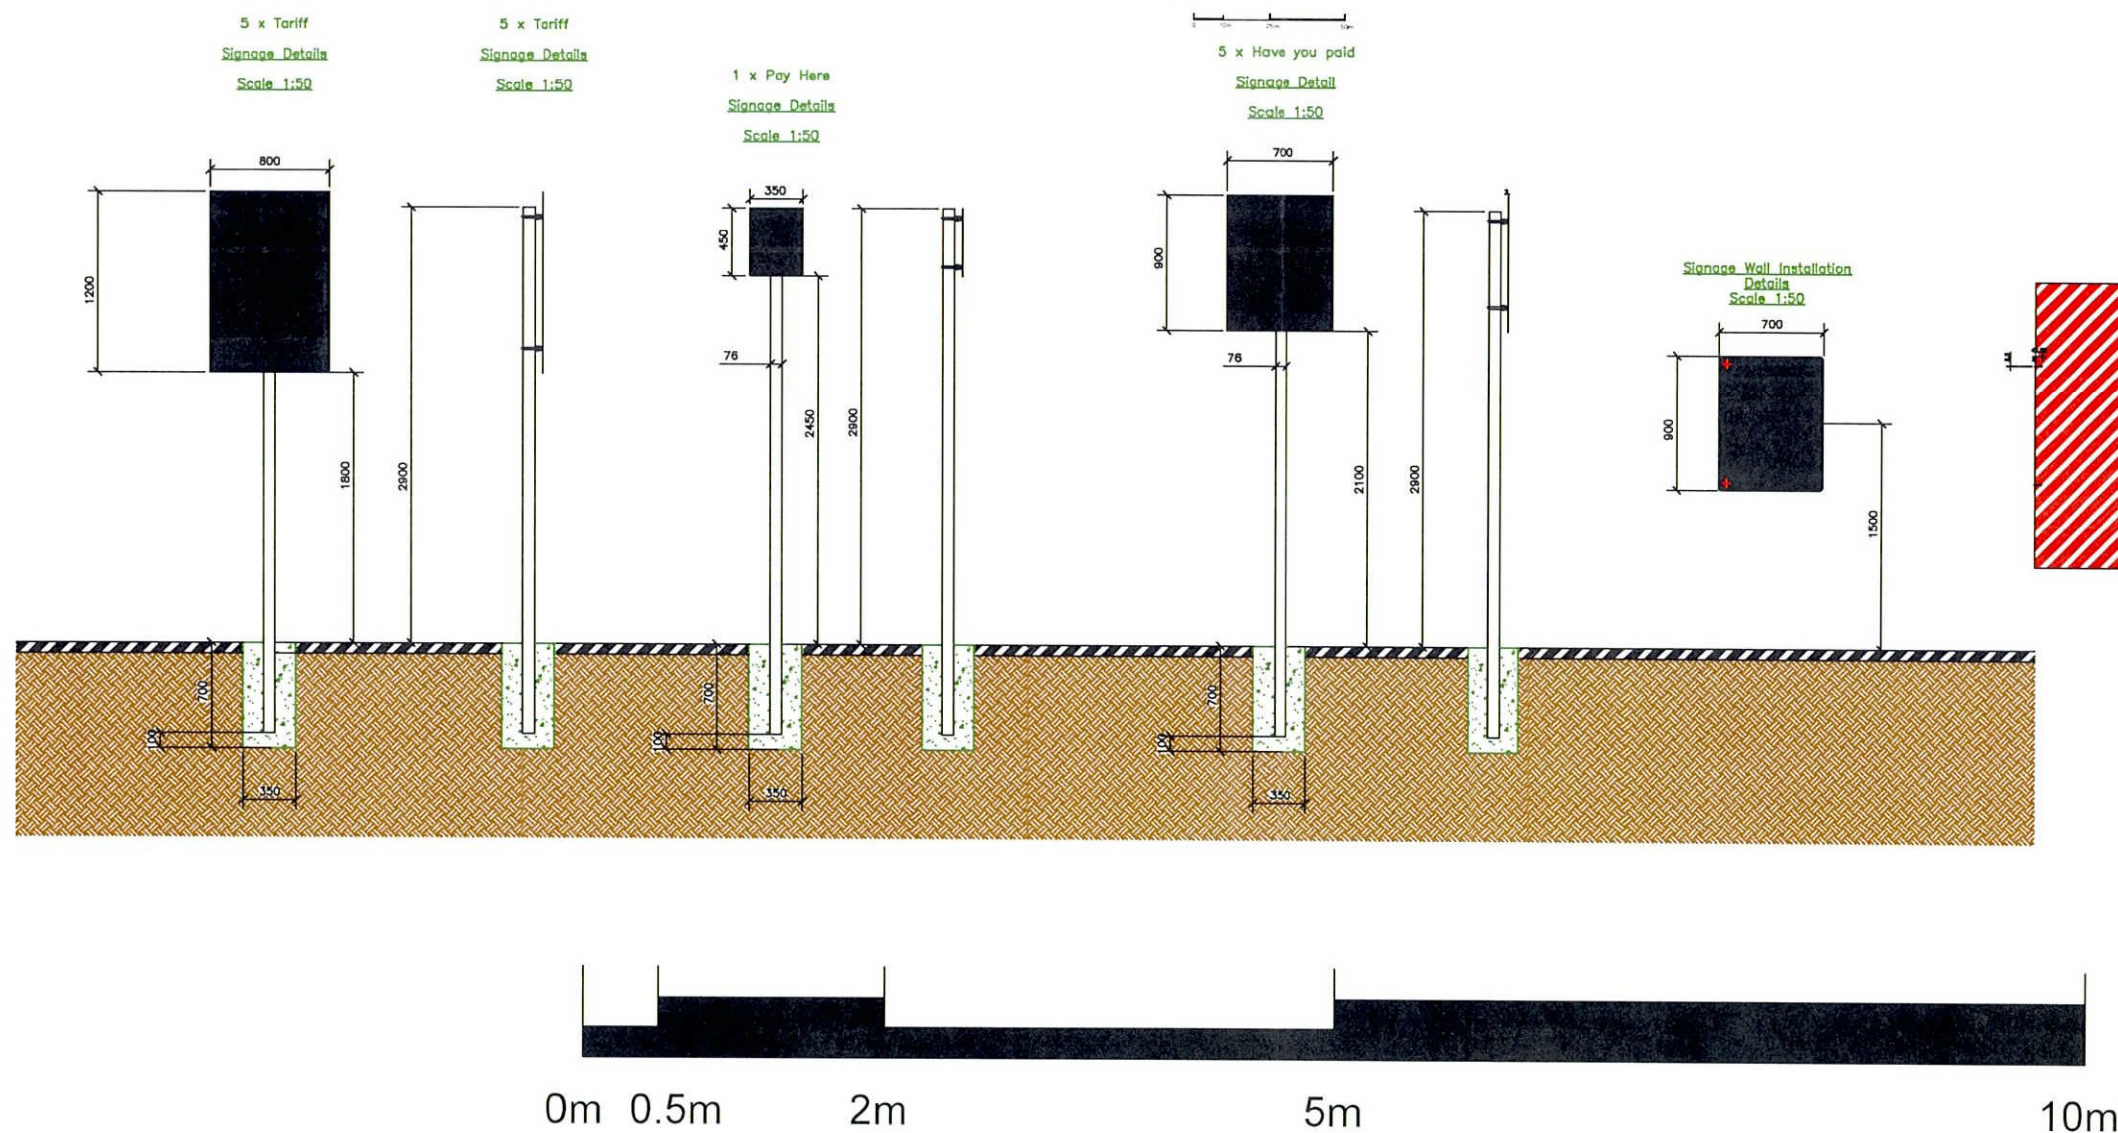 5 x Tariff
Signage Details
Scale 1:50
5 x Tariff
Signage Details
Scale 1:50
1 x Pay Here
Signage Details
Scale 1:50
5 x Have you paid
Signage Detail
Scale 1:50
Signage Wall Installation
Details
Scale 1:50
800
1200
1800
2900
350
450
76
2450
2900
700
900
76
2100
2900
700
900
1500
700
100
350
700
100
350
700
100
350
0m
0.5m
2m
5m
10m